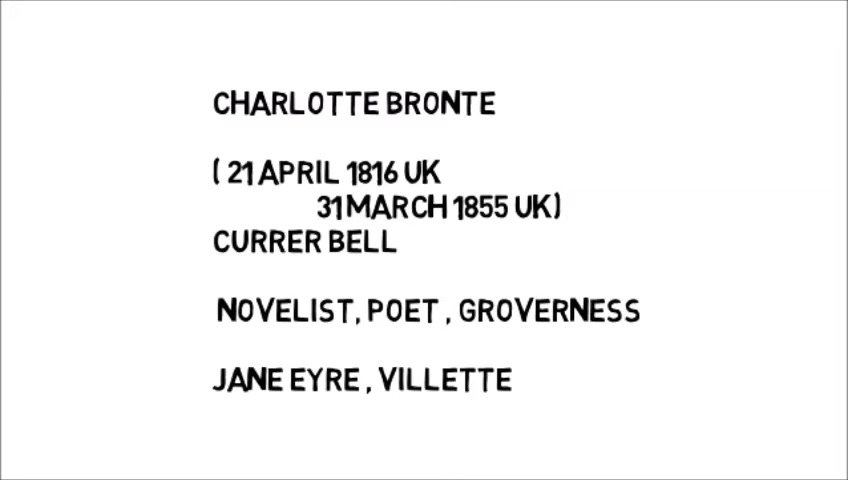 CHARLOTTE BRONTE
( 21 APRIL 1816 UK
31 MARCH 1855 UK)
CURRER BELL
NOVELIST, POET , GROVERNESS
JANE EYRE , VILLETTE